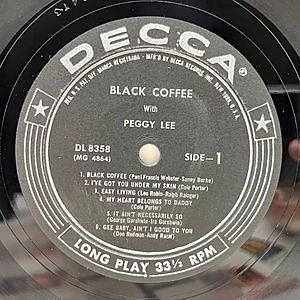 DECCA
REG. U.S. PAT. OFF. MARCA REGISTRADA - MF'D BY DECCA RECORDS, INC., NEW YORK, U.S.A.
BLACK COFFEE
With
PEGGY LEE
DL 8358
(MG 4864)
SIDE-1
1. BLACK COFFEE (Paul Francis Webster-Sonny Burke)
2. I'VE GOT YOU UNDER MY SKIN (Cole Porter)
3. EASY LIVING (Leo Robin-Ralph Rainger)
4. MY HEART BELONGS TO DADDY
(Cole Porter)
5. IT AIN'T NECESSARILY SO
(George Gershwin-Ira Gershwin)
6. GEE BABY, AIN'T I GOOD TO YOU
(Don Redman-Andy Razaf)
LONG PLAY 33⅓ RPM